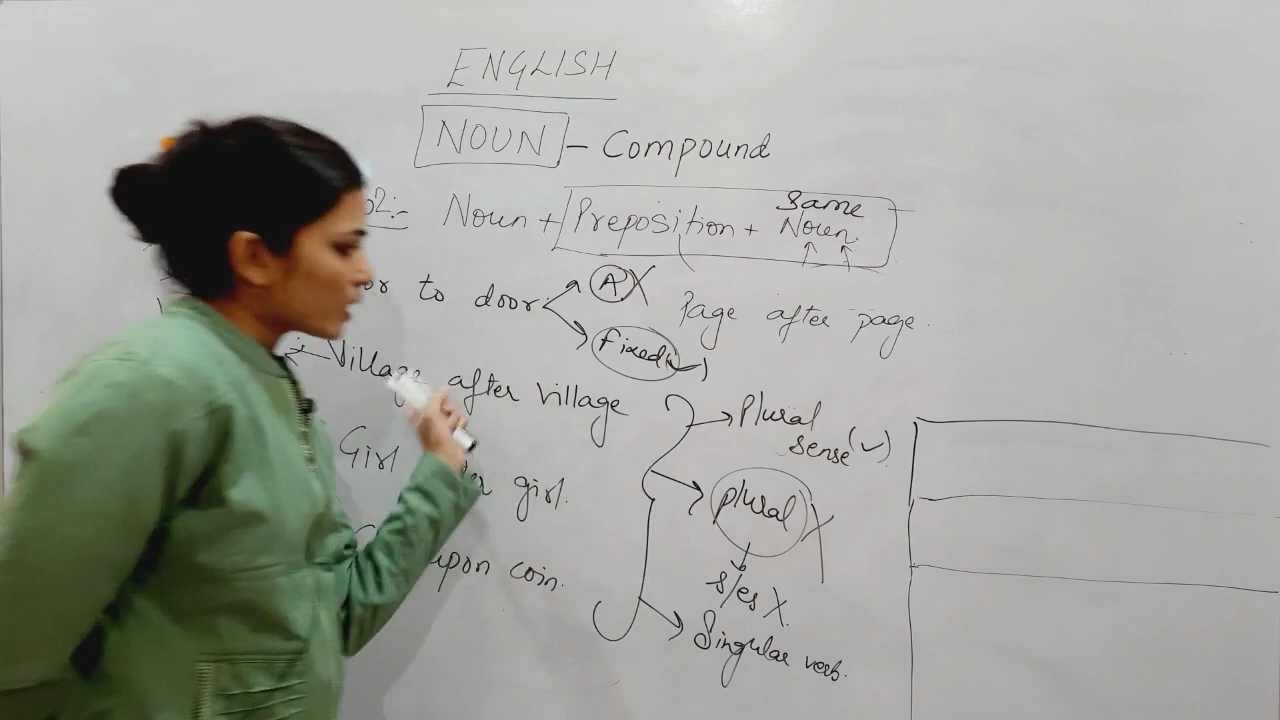 ENGLISH
NOUN - Compound
02:- Noun + Preposition + Same Noun.
to door A X
fixed (✓)
Page after page.
Village after village
Plural sense (✓)
Girl girl.
plural X
upon coin.
s/es X.
Singular verb.